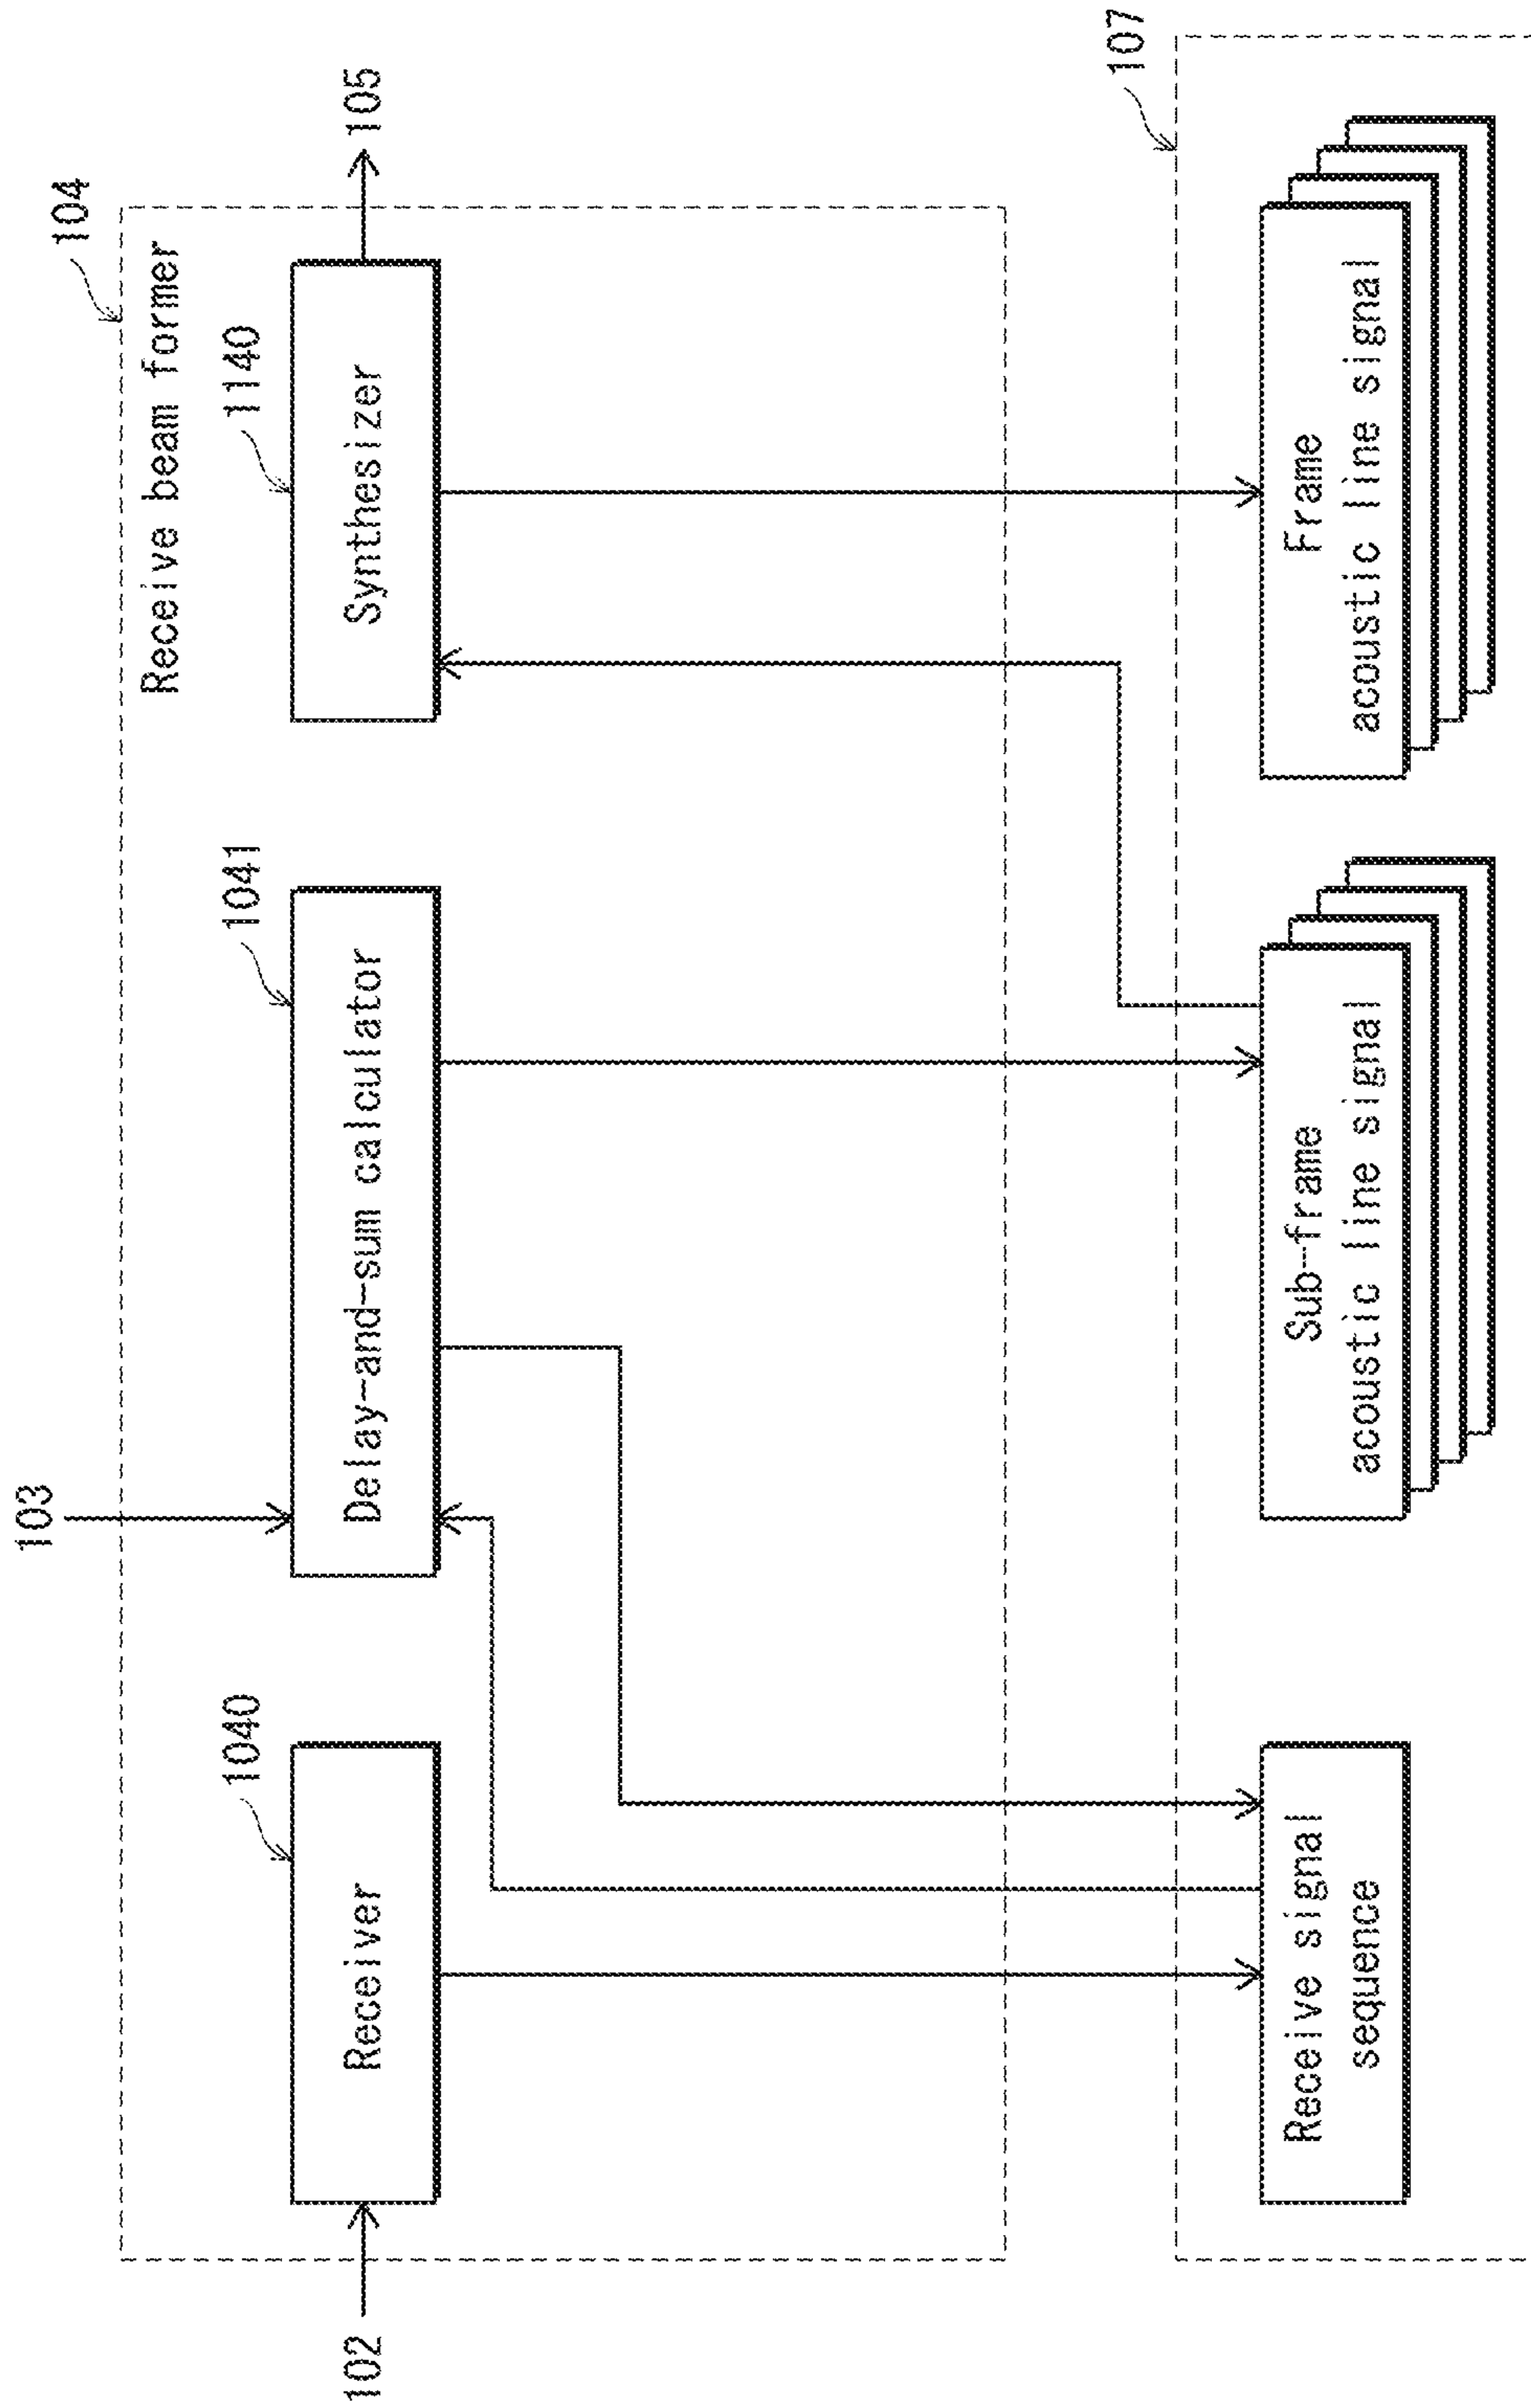 104
Receive beam former
103
1040
1041
1140
102
Receiver
Delay-and-sum calculator
Synthesizer
105
107
Receive signal
sequence
Sub-frame
acoustic line signal
Frame
acoustic line signal